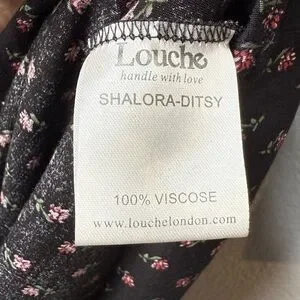 Louche
handle with love
SHALORA-DITSY
100% VISCOSE
www.louchelondon.com